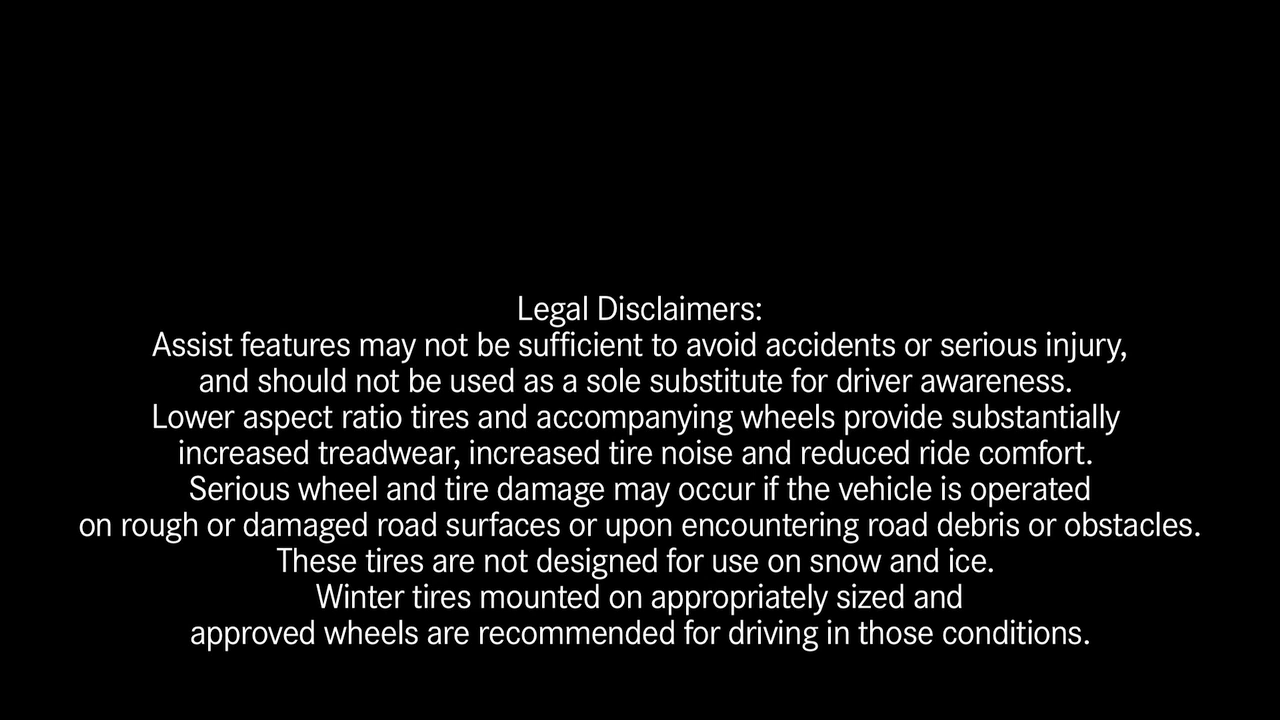 Legal Disclaimers:
Assist features may not be sufficient to avoid accidents or serious injury,
and should not be used as a sole substitute for driver awareness.
Lower aspect ratio tires and accompanying wheels provide substantially
increased treadwear, increased tire noise and reduced ride comfort.
Serious wheel and tire damage may occur if the vehicle is operated
on rough or damaged road surfaces or upon encountering road debris or obstacles.
These tires are not designed for use on snow and ice.
Winter tires mounted on appropriately sized and
approved wheels are recommended for driving in those conditions.